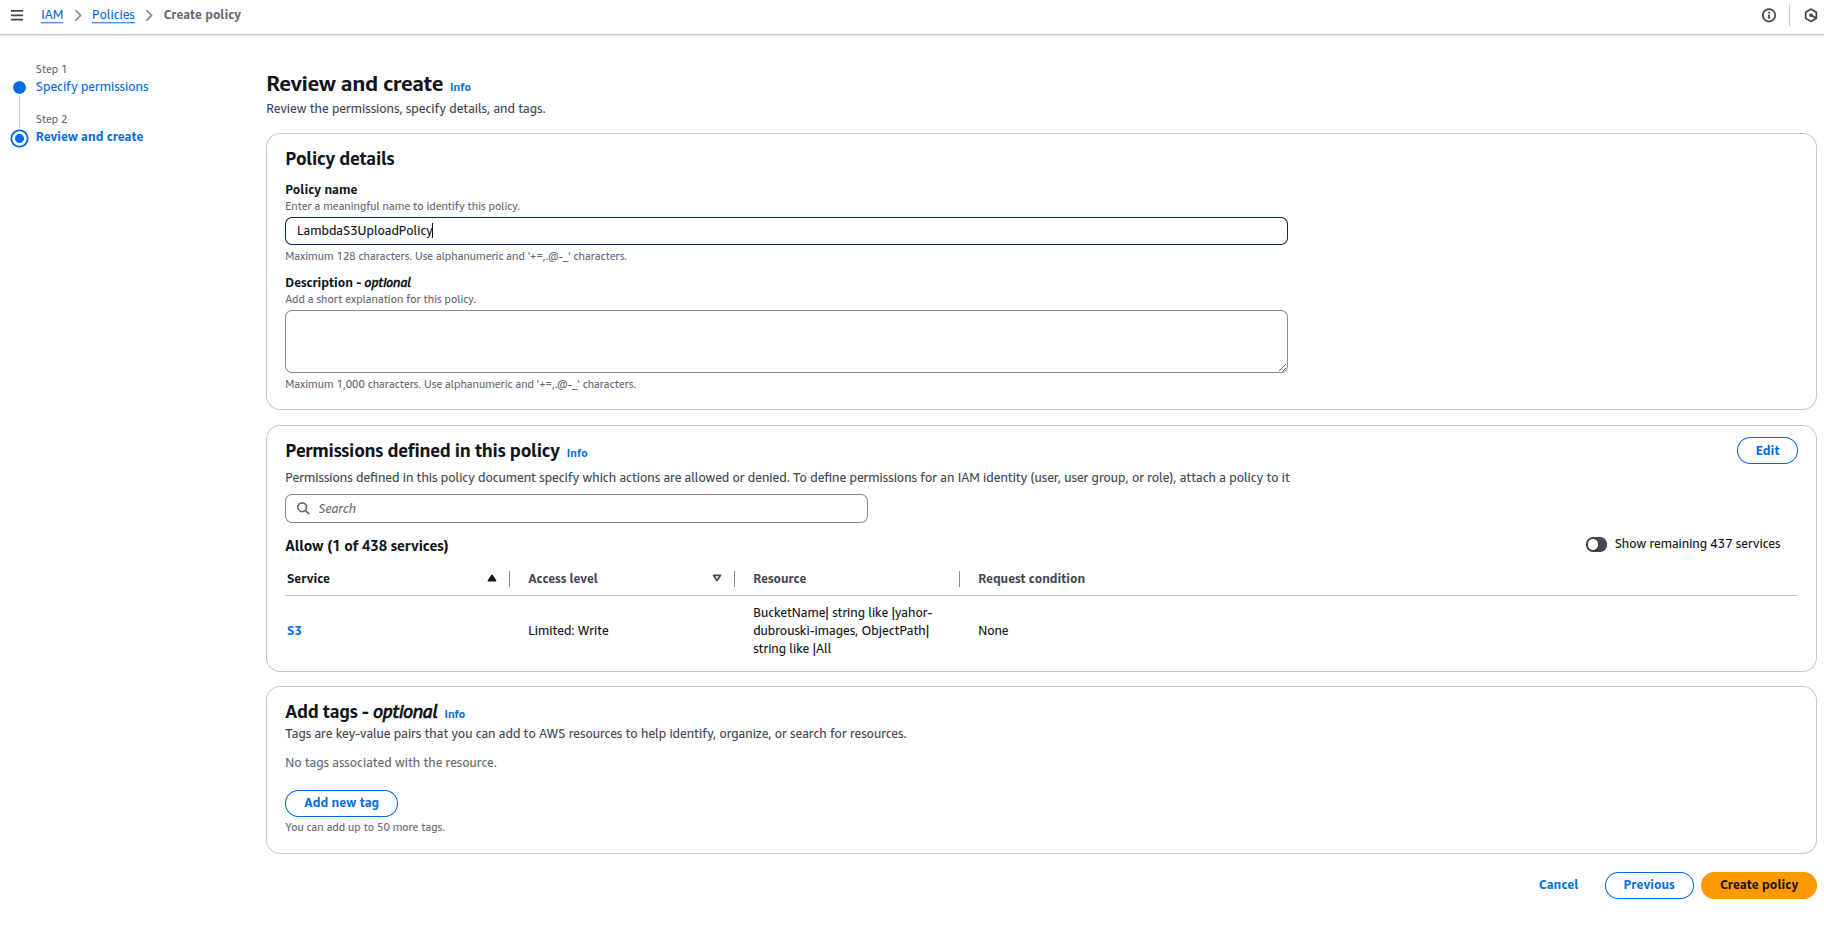 IAM > Policies > Create policy
Step 1
Specify permissions
Step 2
Review and create
Review and create Info
Review the permissions, specify details, and tags.
Policy details
Policy name
Enter a meaningful name to identify this policy.
LambdaS3UploadPolicy
Maximum 128 characters. Use alphanumeric and '+=,.@-_' characters.
Description - optional
Add a short explanation for this policy.
Maximum 1,000 characters. Use alphanumeric and '+=,.@-_' characters.
Permissions defined in this policy Info
Edit
Permissions defined in this policy document specify which actions are allowed or denied. To define permissions for an IAM identity (user, user group, or role), attach a policy to it
Search
Allow (1 of 438 services)
Show remaining 437 services
Service Access level Resource Request condition
S3 Limited: Write
BucketName| string like |yahor-
dubrouski-images, ObjectPath|
string like |All
None
Add tags - optional Info
Tags are key-value pairs that you can add to AWS resources to help identify, organize, or search for resources.
No tags associated with the resource.
Add new tag
You can add up to 50 more tags.
Cancel Previous Create policy